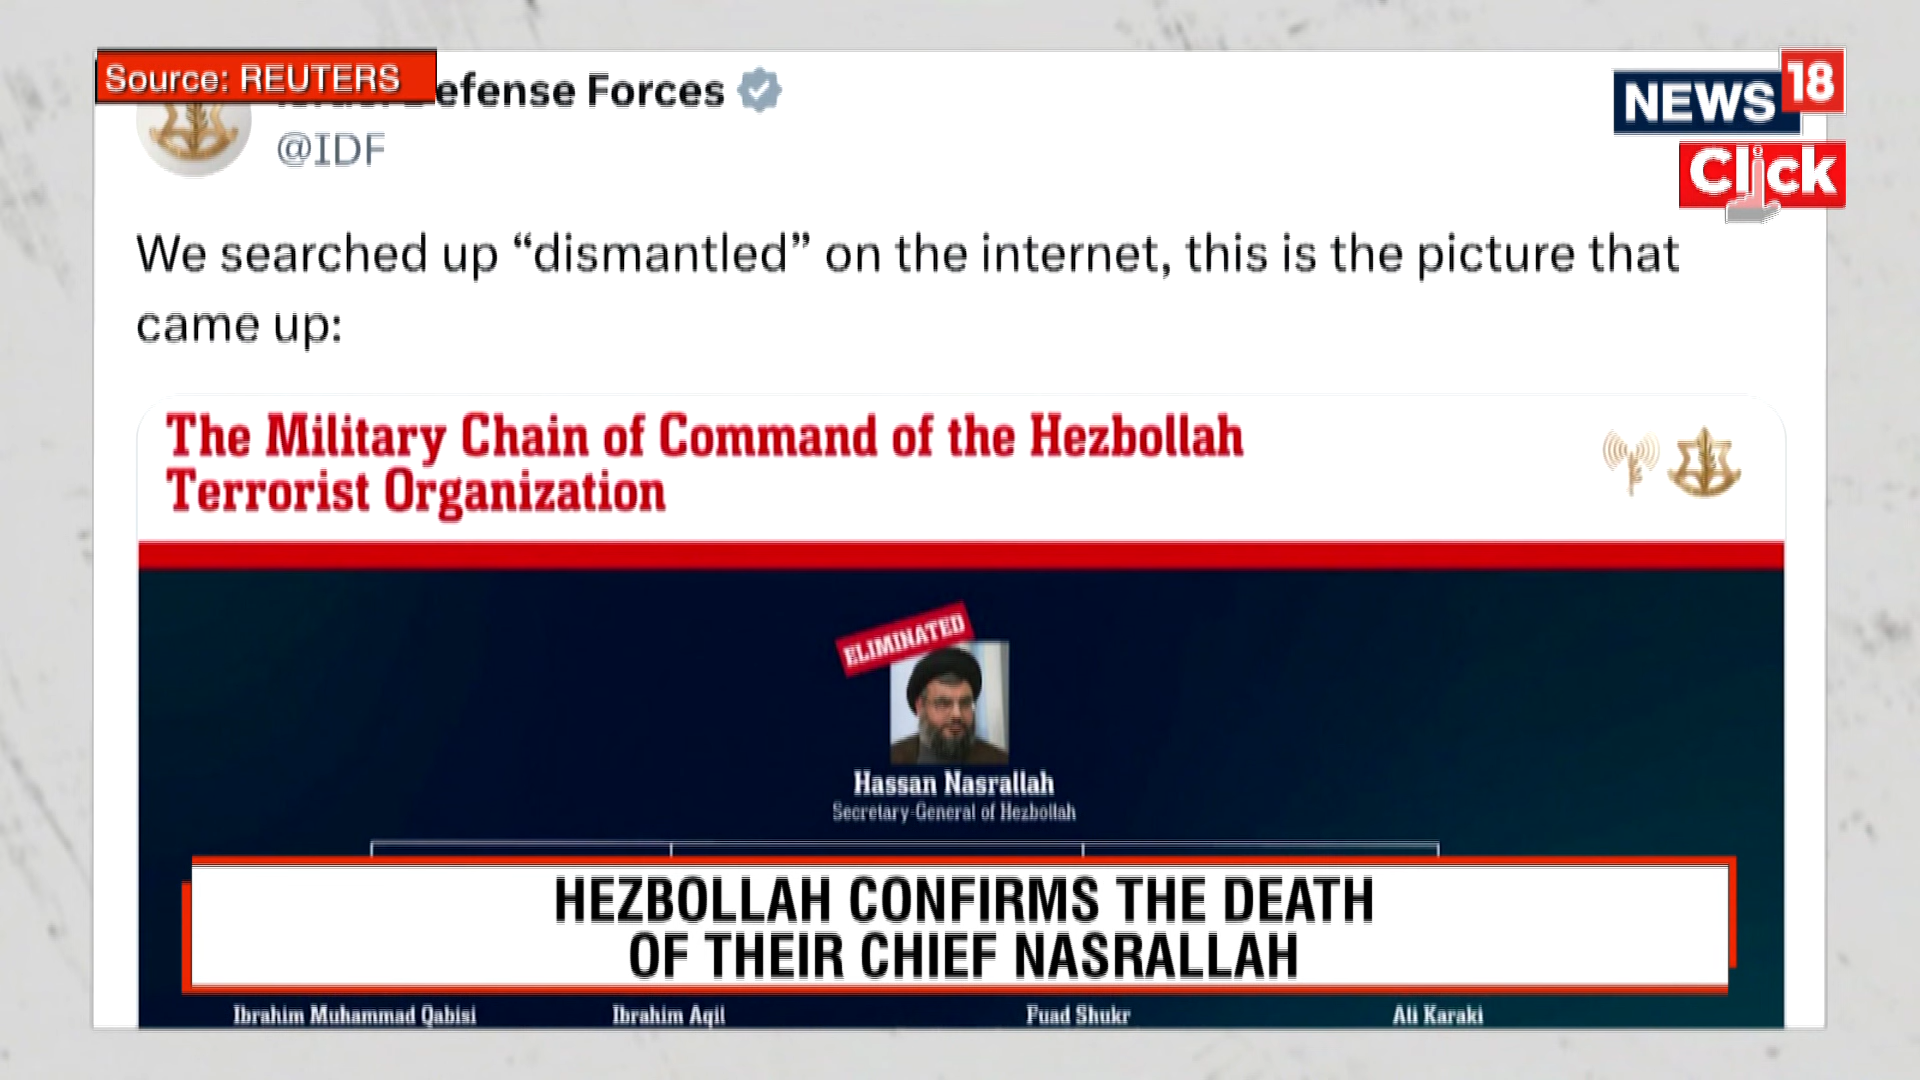 Source: REUTERS
efense Forces
@IDF
NEWS 18
Click
We searched up “dismantled” on the internet, this is the picture that
came up:
The Military Chain of Command of the Hezbollah
Terrorist Organization
ELIMINATED
Hassan Nasrallah
Secretary-General of Hezbollah
HEZBOLLAH CONFIRMS THE DEATH
OF THEIR CHIEF NASRALLAH
Ibrahim Muhammad Qabisi
Ibrahim Aqil
Fuad Shukr
Ali Karaki